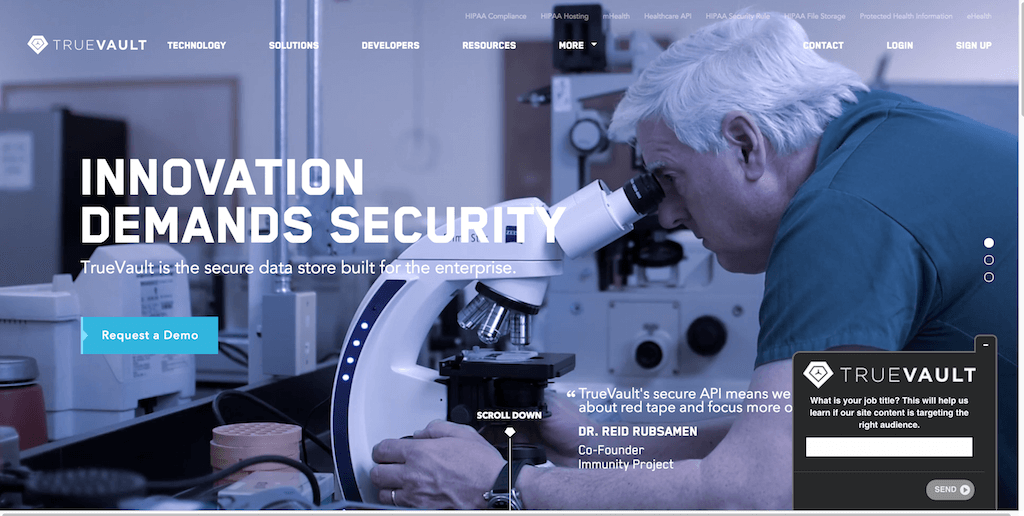 HIPAA Compliance HIPAA Hosting mHealth Healthcare API HIPAA Security Rule HIPAA File Storage Protected Health Information eHealth
TRUEVAULT TECHNOLOGY SOLUTIONS DEVELOPERS RESOURCES MORE CONTACT LOGIN SIGN UP
INNOVATION
DEMANDS SECURITY
TrueVault is the secure data store built for the enterprise.
Request a Demo
SCROLL DOWN
“ TrueVault's secure API means we
about red tape and focus more o
DR. REID RUBSAMEN
Co-Founder
Immunity Project
TRUEVAULT
What is your job title? This will help us
learn if our site content is targeting the
right audience.
SEND